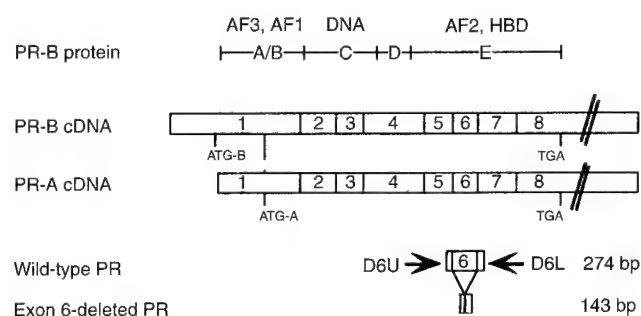 AF3, AF1 DNA AF2, HBD
PR-B protein A/B C D E
PR-B cDNA 1 2 3 4 5 6 7 8
ATG-B TGA
PR-A cDNA 1 2 3 4 5 6 7 8
ATG-A TGA
Wild-type PR D6U 6 D6L 274 bp
Exon 6-deleted PR 143 bp